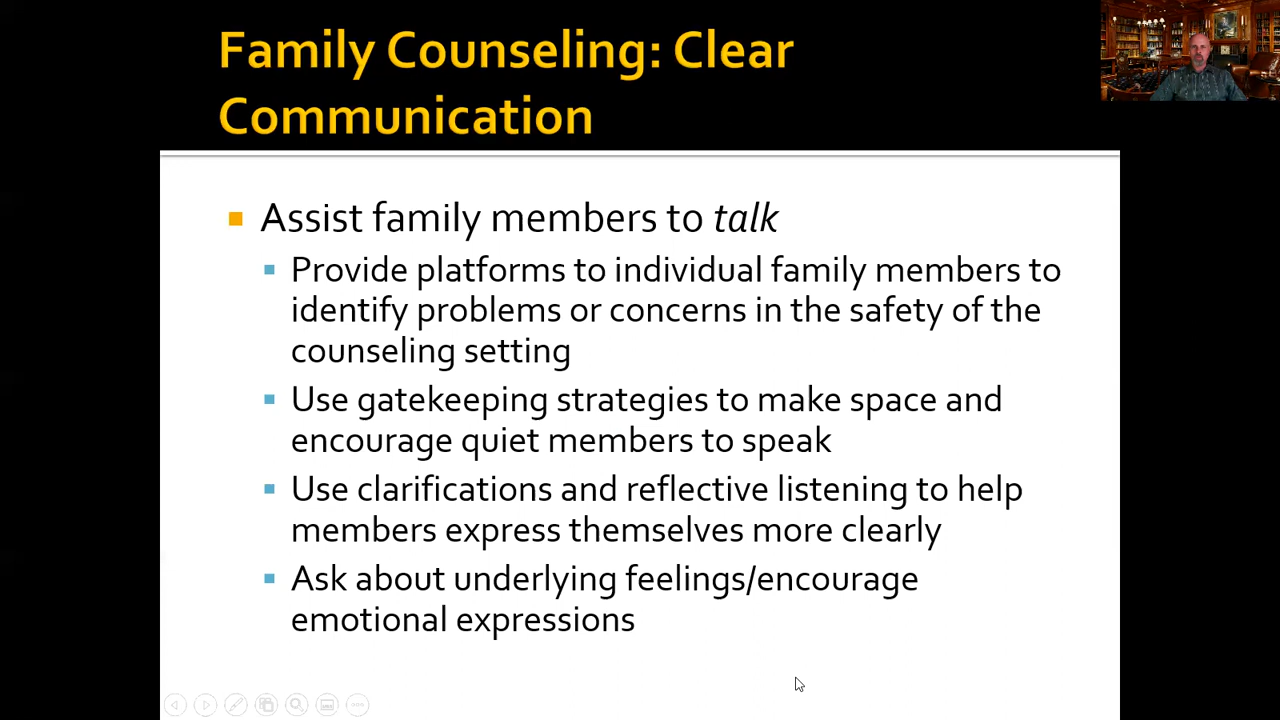 Family Counseling: Clear
Communication
Assist family members to talk
Provide platforms to individual family members to
identify problems or concerns in the safety of the
counseling setting
Use gatekeeping strategies to make space and
encourage quiet members to speak
Use clarifications and reflective listening to help
members express themselves more clearly
Ask about underlying feelings/encourage
emotional expressions